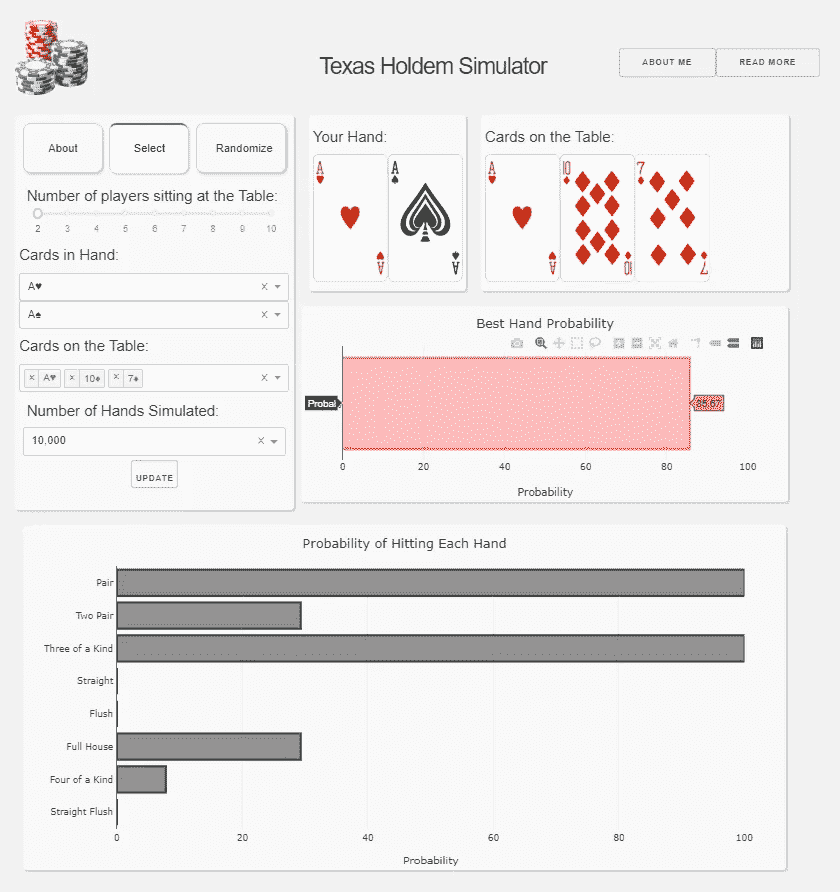 Texas Holdem Simulator
ABOUT ME READ MORE
About Select Randomize
Number of players sitting at the Table:
2 3 4 5 6 7 8 9 10
Cards in Hand:
A♥ x
A♠ x
Cards on the Table:
× A♥ × 10♦ × 7♦ x
Number of Hands Simulated:
10,000 x
UPDATE
Your Hand:
A A
A A
Cards on the Table:
A 10 7
A 10 7
Best Hand Probability
Probal
0 20 40 60 80 100
Probability
Probability of Hitting Each Hand
Pair
Two Pair
Three of a Kind
Straight
Flush
Full House
Four of a Kind
Straight Flush
0 20 40 60 80 100
Probability